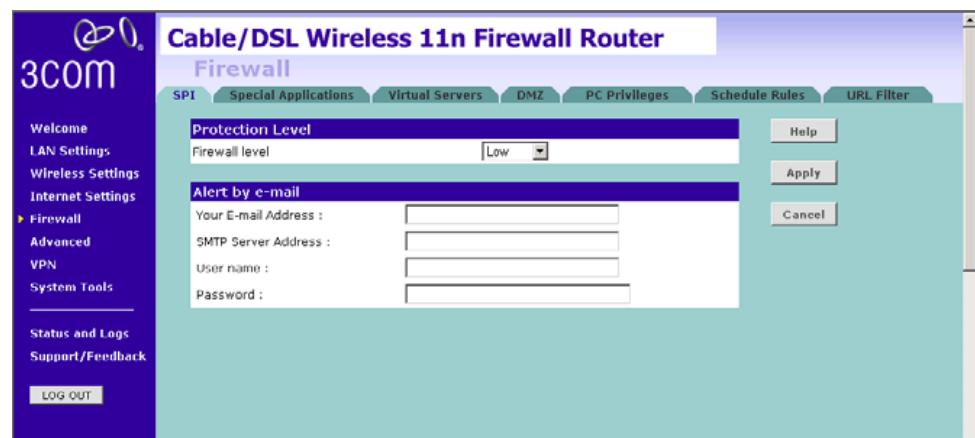 3COM
Cable/DSL Wireless 11n Firewall Router
Firewall
SPI Special Applications Virtual Servers DMZ PC Privileges Schedule Rules URL Filter
Welcome
LAN Settings
Wireless Settings
Internet Settings
Firewall
Advanced
VPN
System Tools
Status and Logs
Support/Feedback
LOG OUT
Protection Level
Firewall level Low
Alert by e-mail
Your E-mail Address :
SMTP Server Address :
User name :
Password :
Help
Apply
Cancel